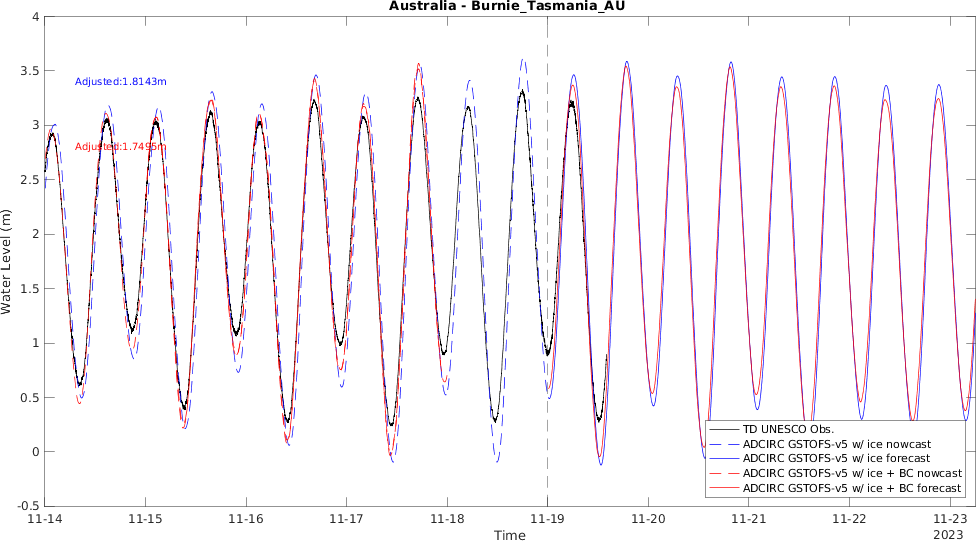 Australia - Burnie_Tasmania_AU
4
3.5
3
2.5
2
1.5
1
0.5
0
-0.5
Water Level (m)
Adjusted:1.8143m
Adjusted:1.7495m
TD UNESCO Obs.
ADCIRC GSTOFS-v5 w/ ice nowcast
ADCIRC GSTOFS-v5 w/ ice forecast
ADCIRC GSTOFS-v5 w/ ice + BC nowcast
ADCIRC GSTOFS-v5 w/ ice + BC forecast
11-14 11-15 11-16 11-17 11-18 11-19 11-20 11-21 11-22 11-23
Time
2023